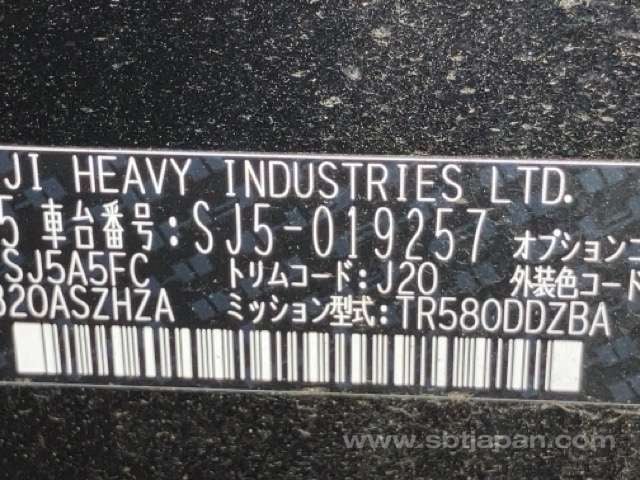 JI HEAVY INDUSTRIES LTD.
5 車台番号:SJ5-019257 オプションコ
SJ5A5FC トリムコード:J20 外装色コード
B20ASZHZA ミッション型式:TR580DDZBA
www.sbtjapan.com